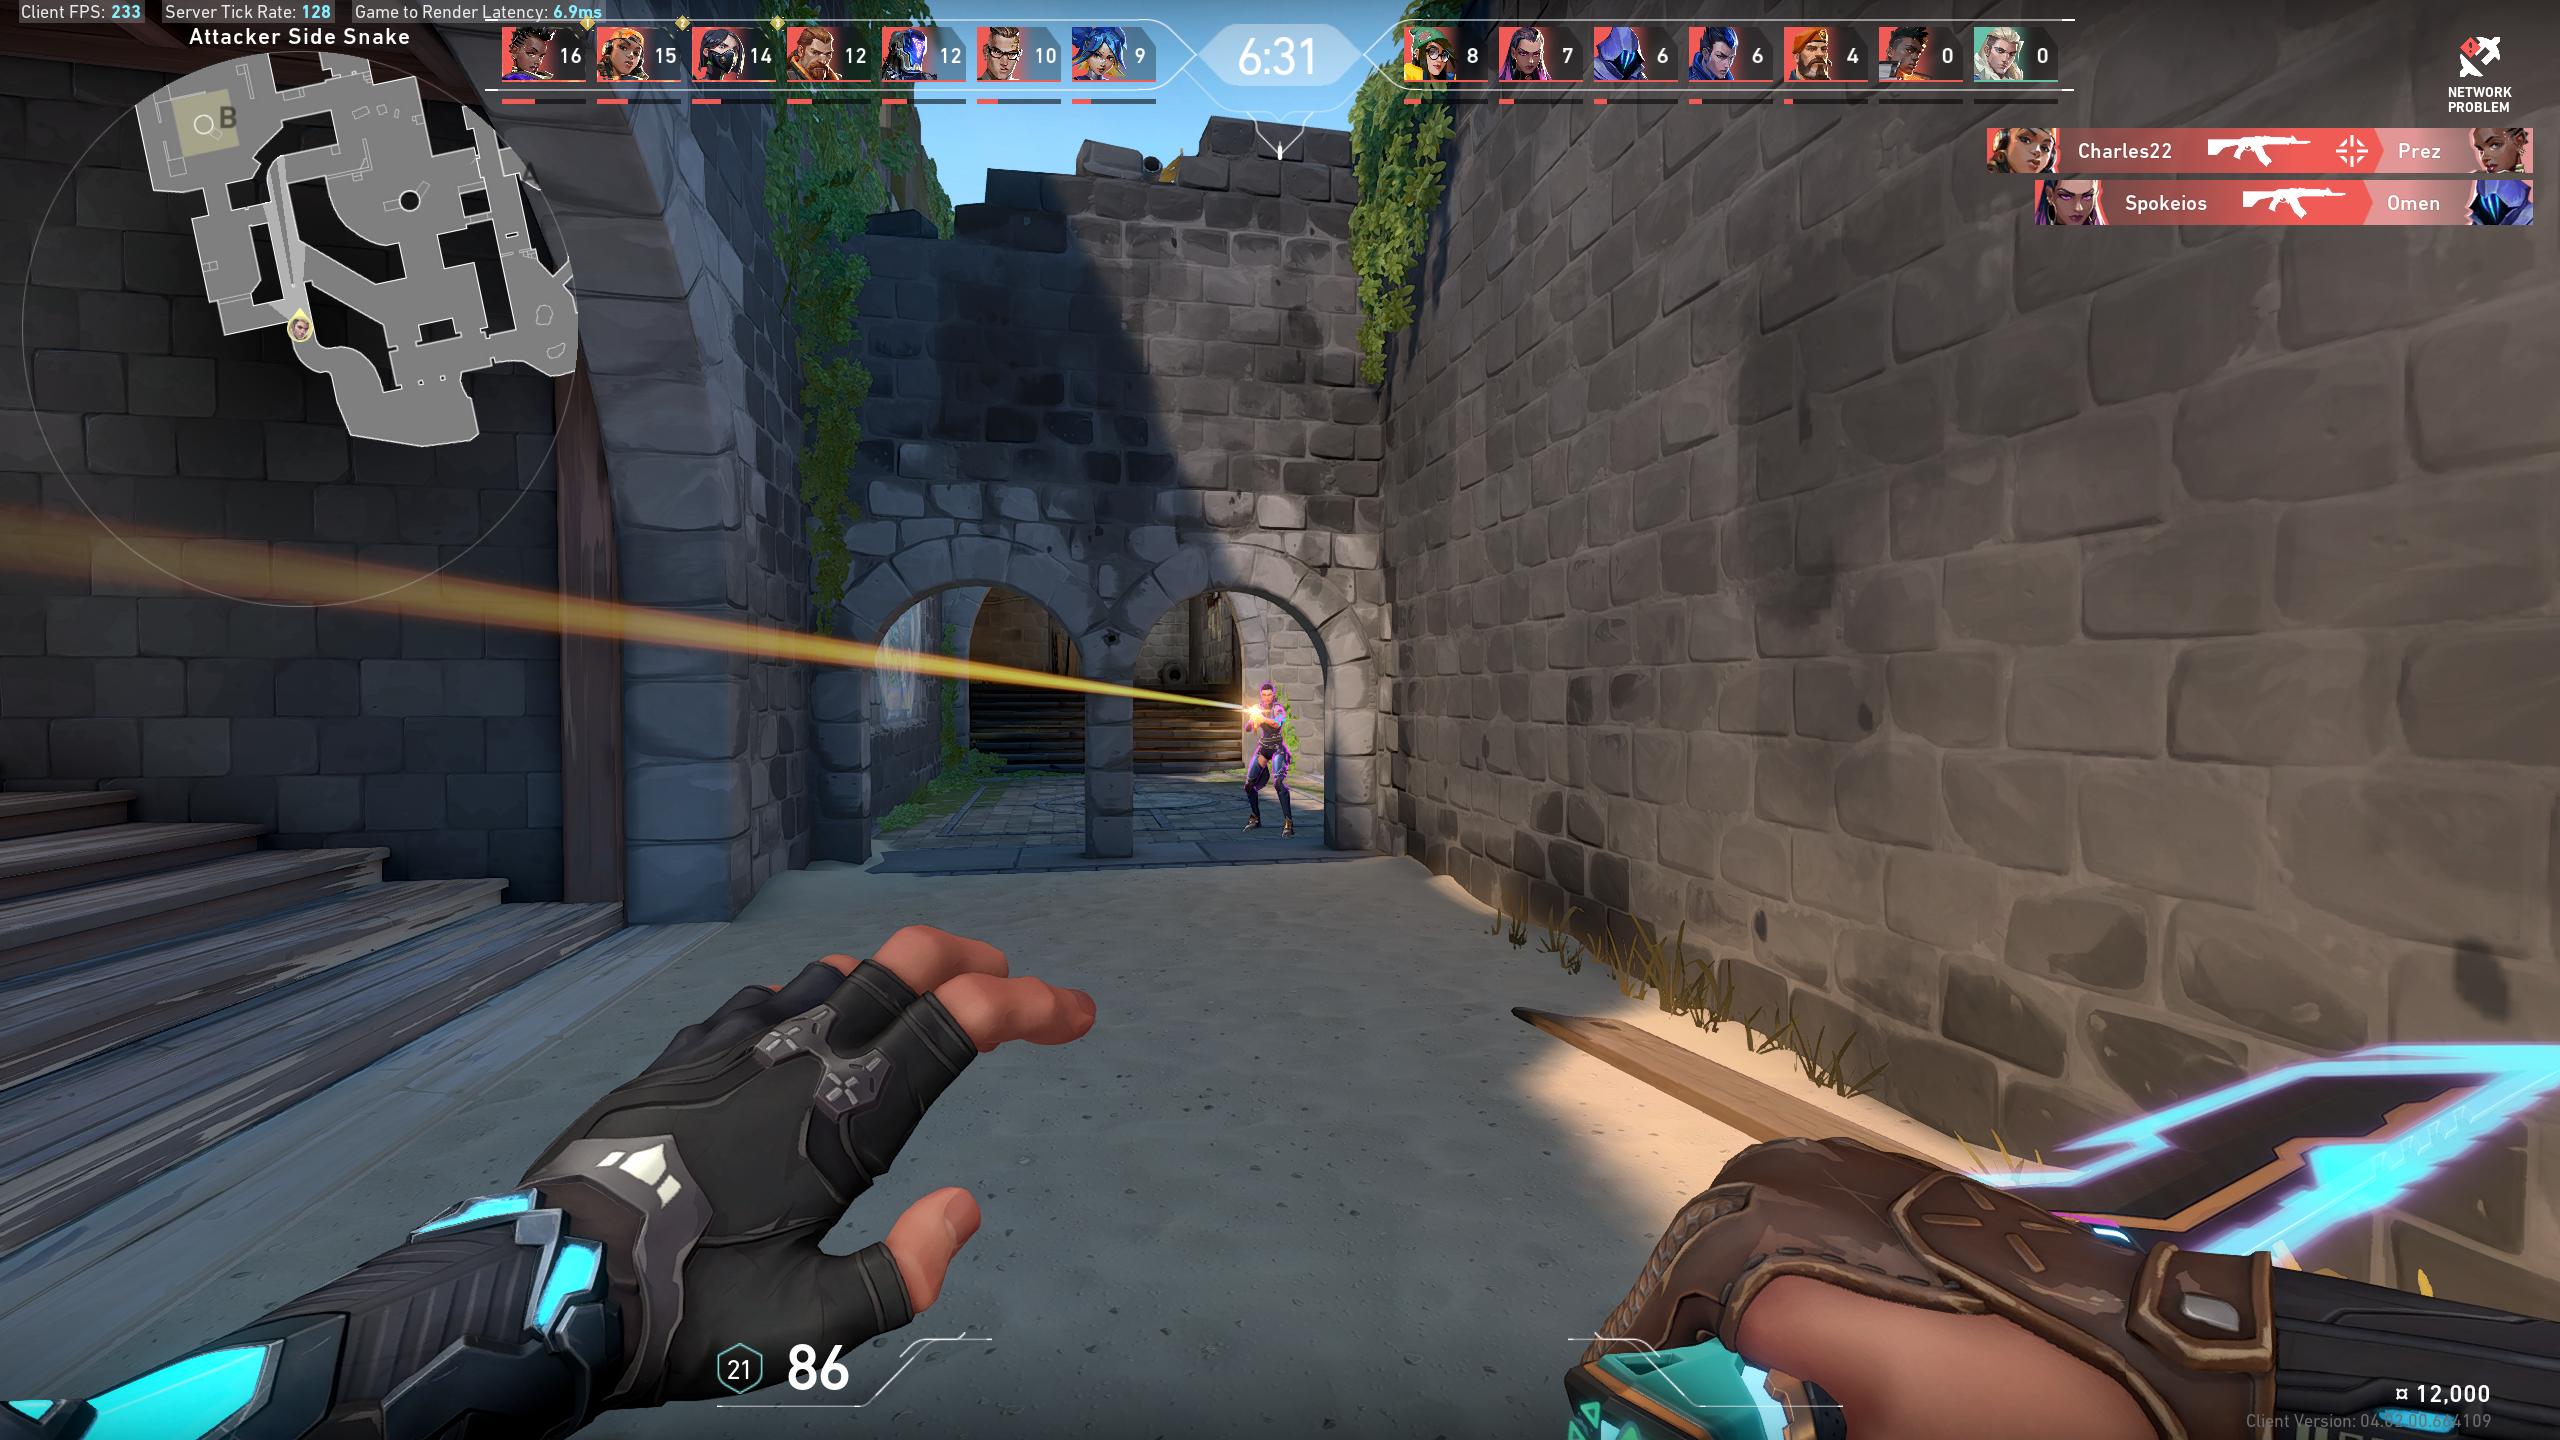 Client FPS: 233 Server Tick Rate: 128 Game to Render Latency: 6.9ms
Attacker Side Snake
16 15 14 12 12 10 9 6:31 8 7 6 6 4 0 0
NETWORK
PROBLEM
B
A
Charles22 Prez
Spokeios Omen
21 86
¤ 12,000